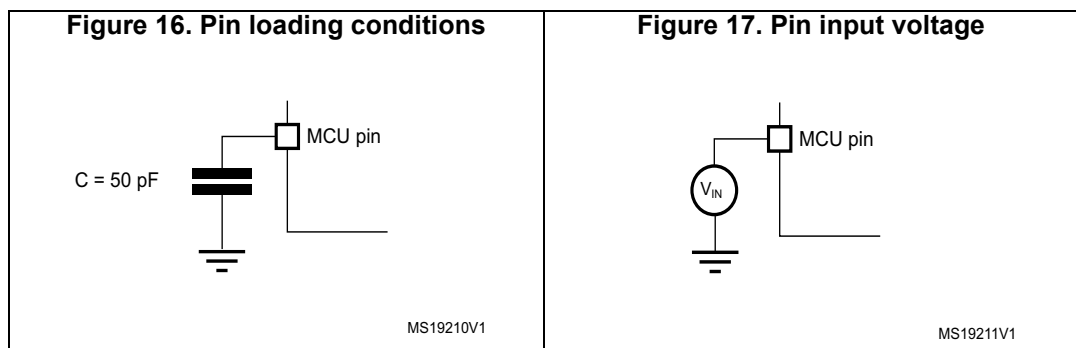 Figure 16. Pin loading conditions
MCU pin
C = 50 pF
MS19210V1
Figure 17. Pin input voltage
MCU pin
VIN
MS19211V1